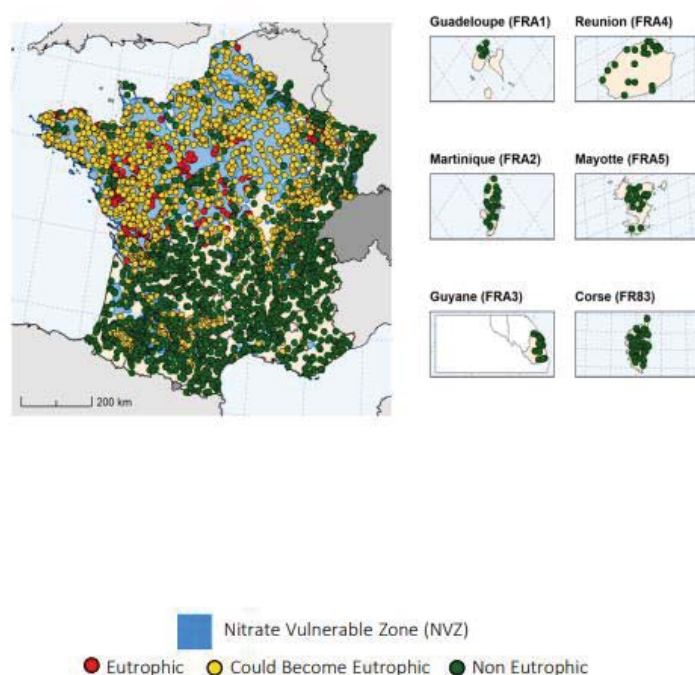 Guadeloupe (FRA1) Reunion (FRA4)
Martinique (FRA2) Mayotte (FRA5)
Guyane (FRA3) Corse (FR83)
200 km
Nitrate Vulnerable Zone (NVZ)
Eutrophic Could Become Eutrophic Non Eutrophic